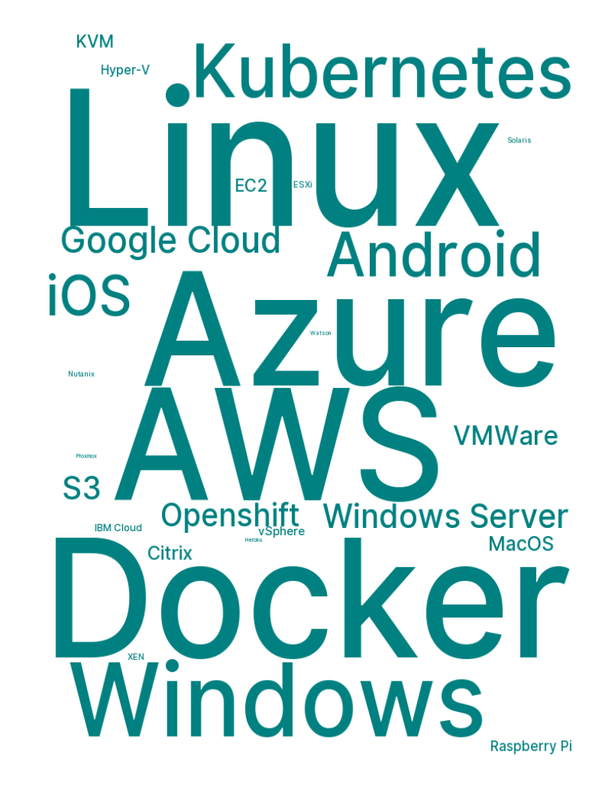 KVM
Kubernetes
Hyper-V
Linux
Solaris
EC2
ESXi
Google Cloud
Android
iOS
Azure
Watson
Nutanix
AWS
VMWare
Proxmox
S3
Openshift
Windows Server
IBM Cloud
vSphere
Heroku
MacOS
Citrix
Docker
XEN
Windows
Raspberry Pi